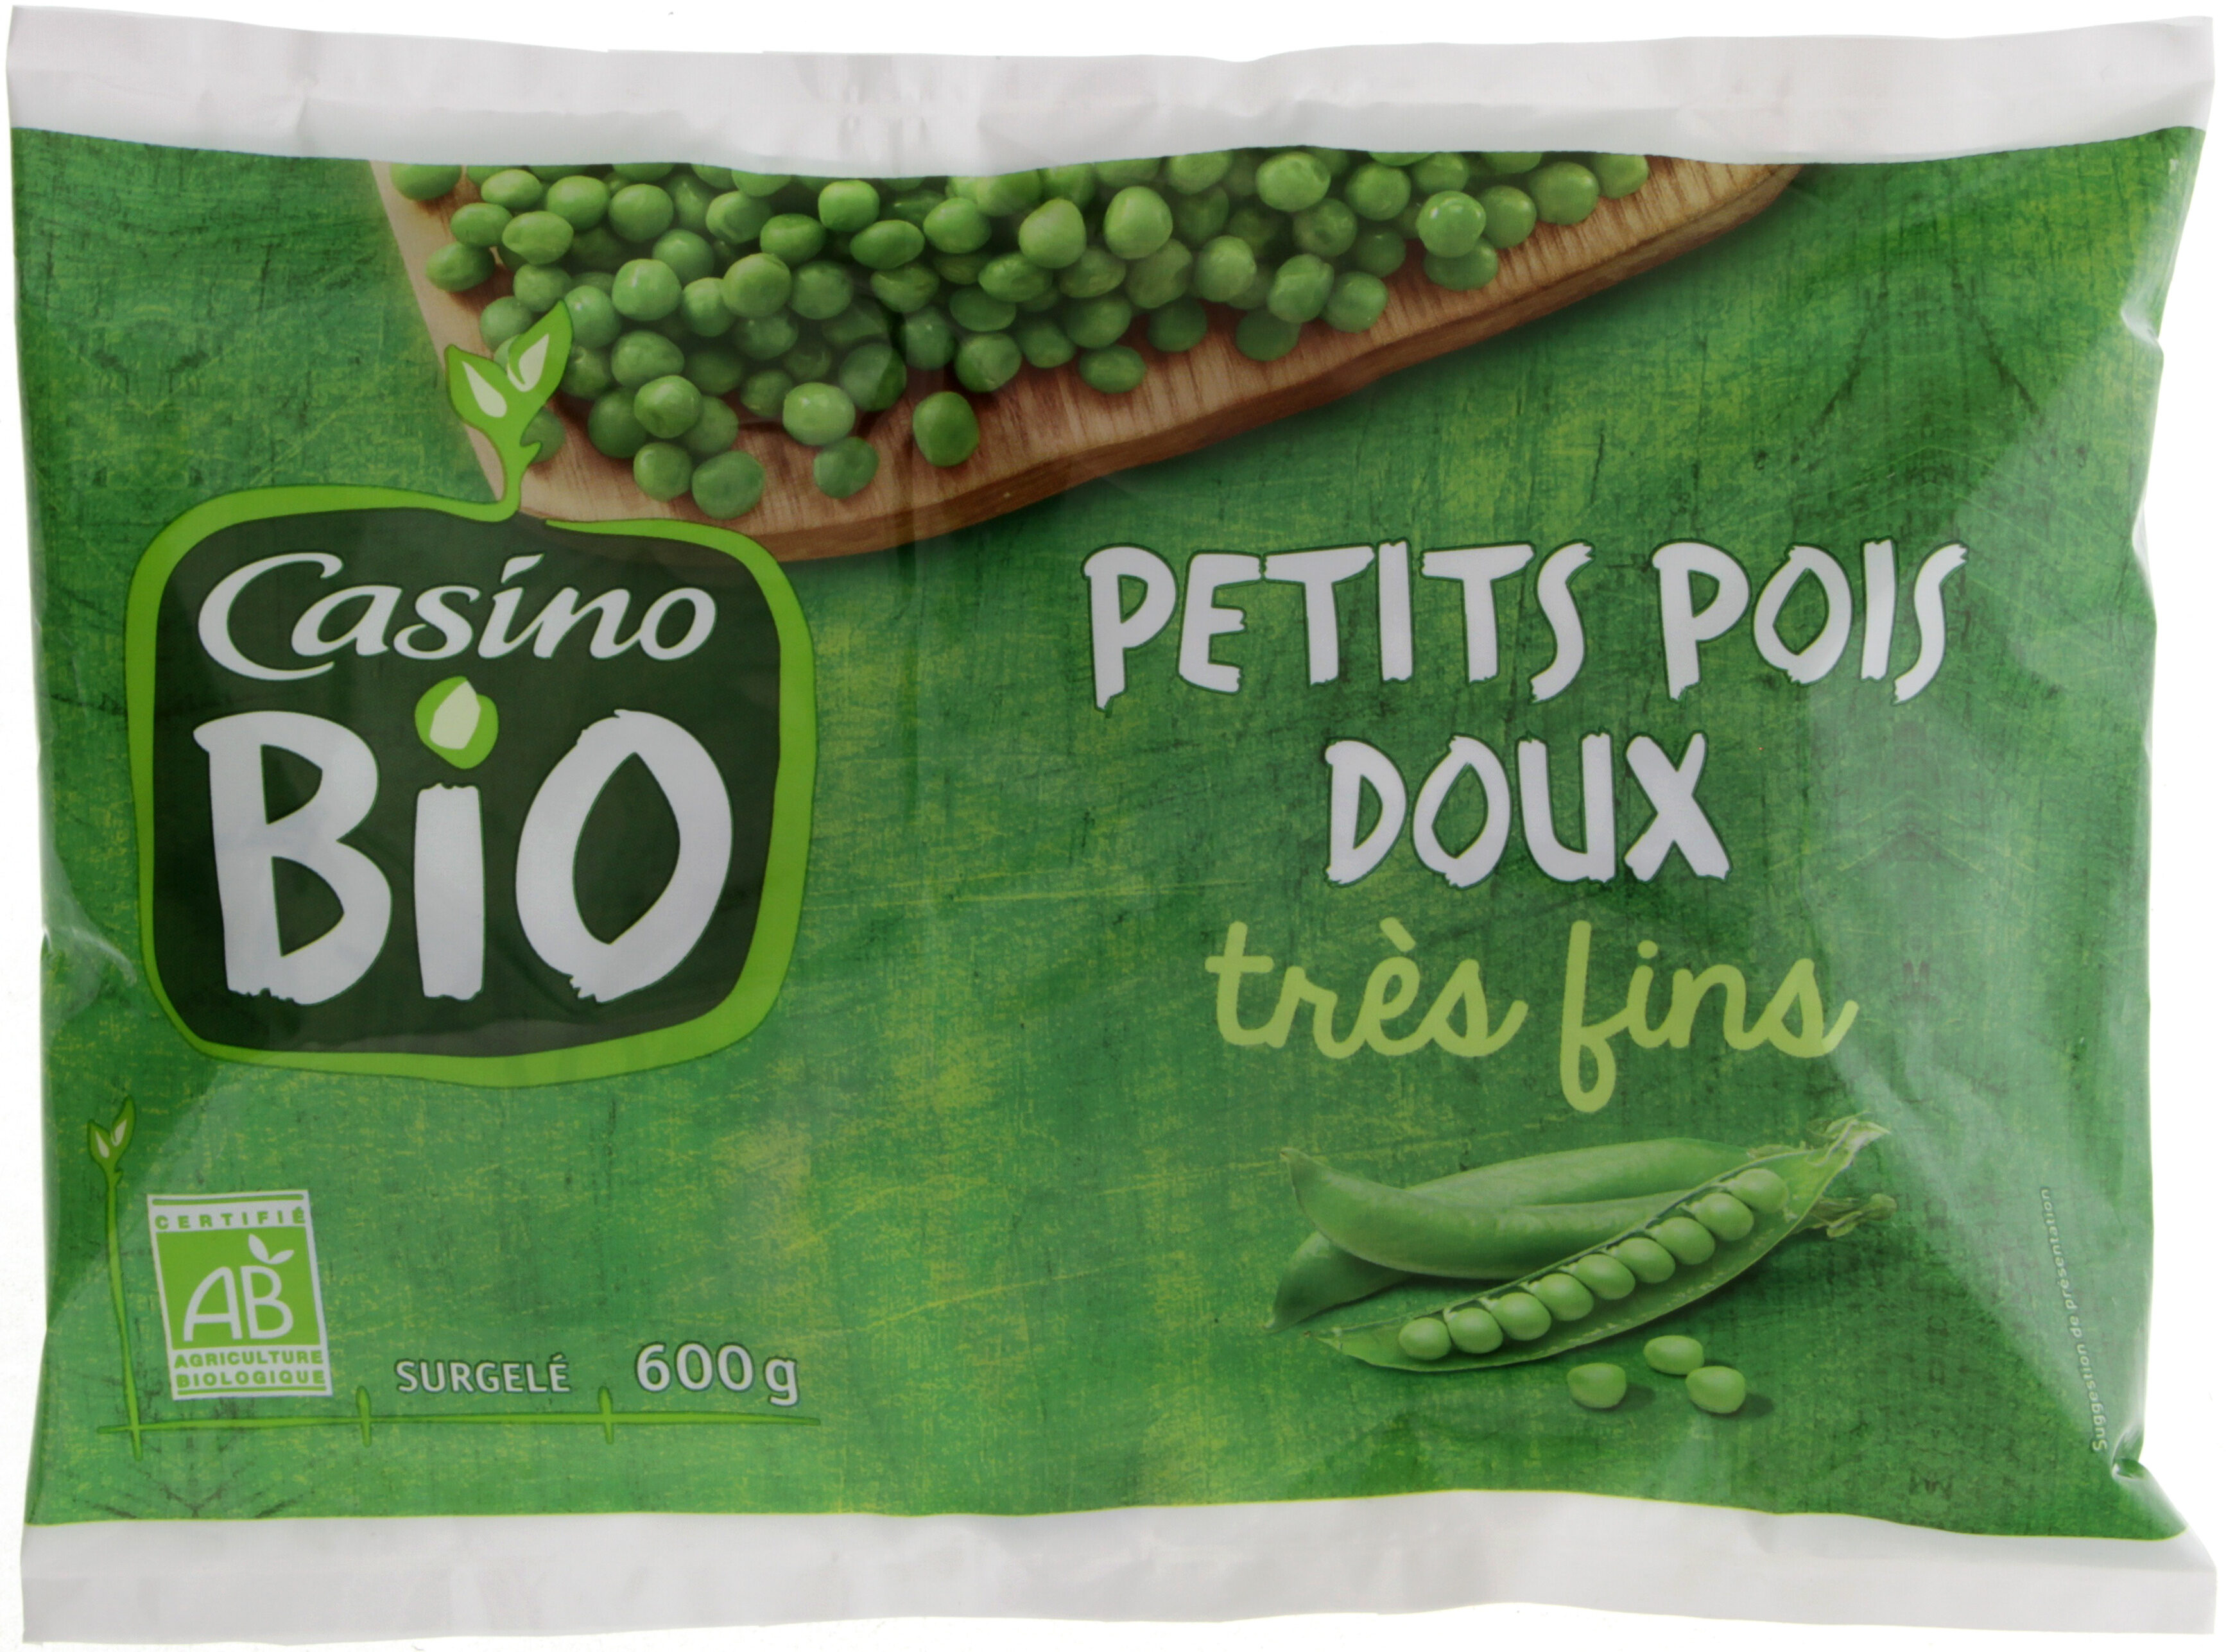 Casino
BiO
PETITS POIS
DOUX
très fins
CERTIFIÉ
AB
AGRICULTURE
BIOLOGIQUE
SURGELÉ 600g
Suggestion de présentation